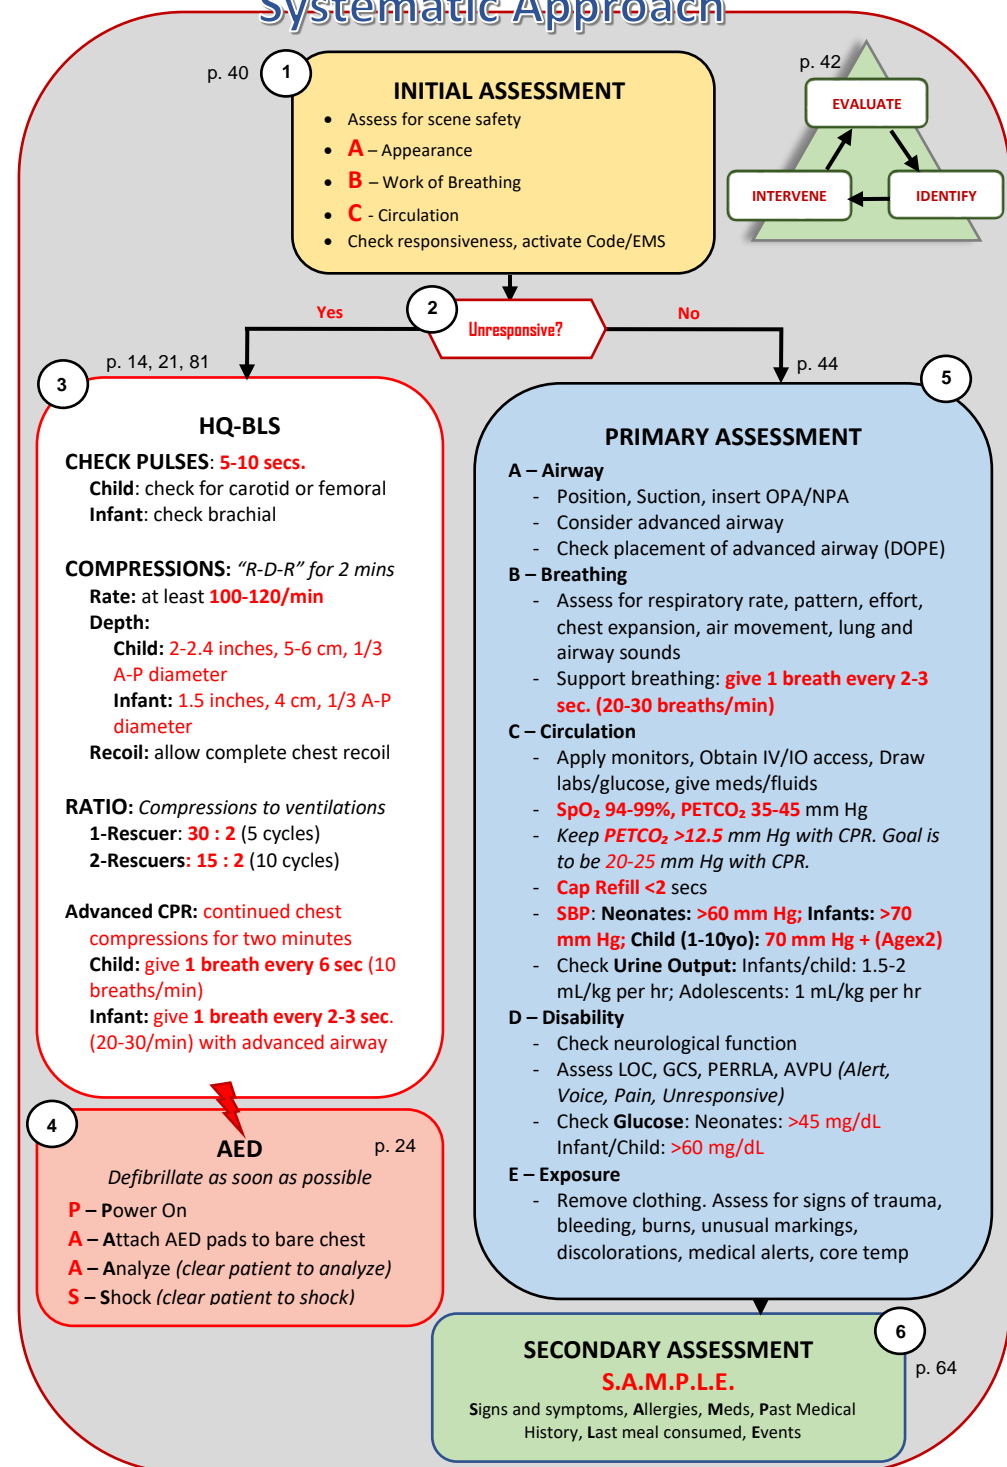 Systematic Approach
p. 40
1
INITIAL ASSESSMENT
• Assess for scene safety
• A – Appearance
• B – Work of Breathing
• C - Circulation
• Check responsiveness, activate Code/EMS
p. 42
EVALUATE
INTERVENE
IDENTIFY
2
Unresponsive?
Yes
No
p. 14, 21, 81
3
HQ-BLS
CHECK PULSES: 5-10 secs.
Child: check for carotid or femoral
Infant: check brachial
COMPRESSIONS: “R-D-R” for 2 mins
Rate: at least 100-120/min
Depth:
Child: 2-2.4 inches, 5-6 cm, 1/3
A-P diameter
Infant: 1.5 inches, 4 cm, 1/3 A-P
diameter
Recoil: allow complete chest recoil
RATIO: Compressions to ventilations
1-Rescuer: 30 : 2 (5 cycles)
2-Rescuers: 15 : 2 (10 cycles)
Advanced CPR: continued chest
compressions for two minutes
Child: give 1 breath every 6 sec (10
breaths/min)
Infant: give 1 breath every 2-3 sec.
(20-30/min) with advanced airway
4
AED
p. 24
Defibrillate as soon as possible
P – Power On
A – Attach AED pads to bare chest
A – Analyze (clear patient to analyze)
S – Shock (clear patient to shock)
p. 44
5
PRIMARY ASSESSMENT
A – Airway
- Position, Suction, insert OPA/NPA
- Consider advanced airway
- Check placement of advanced airway (DOPE)
B – Breathing
- Assess for respiratory rate, pattern, effort,
chest expansion, air movement, lung and
airway sounds
- Support breathing: give 1 breath every 2-3
sec. (20-30 breaths/min)
C – Circulation
- Apply monitors, Obtain IV/IO access, Draw
labs/glucose, give meds/fluids
- SpO₂ 94-99%, PETCO₂ 35-45 mm Hg
- Keep PETCO₂ >12.5 mm Hg with CPR. Goal is
to be 20-25 mm Hg with CPR.
- Cap Refill <2 secs
- SBP: Neonates: >60 mm Hg; Infants: >70
mm Hg; Child (1-10yo): 70 mm Hg + (Agex2)
- Check Urine Output: Infants/child: 1.5-2
mL/kg per hr; Adolescents: 1 mL/kg per hr
D – Disability
- Check neurological function
- Assess LOC, GCS, PERRLA, AVPU (Alert,
Voice, Pain, Unresponsive)
- Check Glucose: Neonates: >45 mg/dL
Infant/Child: >60 mg/dL
E – Exposure
- Remove clothing. Assess for signs of trauma,
bleeding, burns, unusual markings,
discolorations, medical alerts, core temp
6
p. 64
SECONDARY ASSESSMENT
S.A.M.P.L.E.
Signs and symptoms, Allergies, Meds, Past Medical
History, Last meal consumed, Events